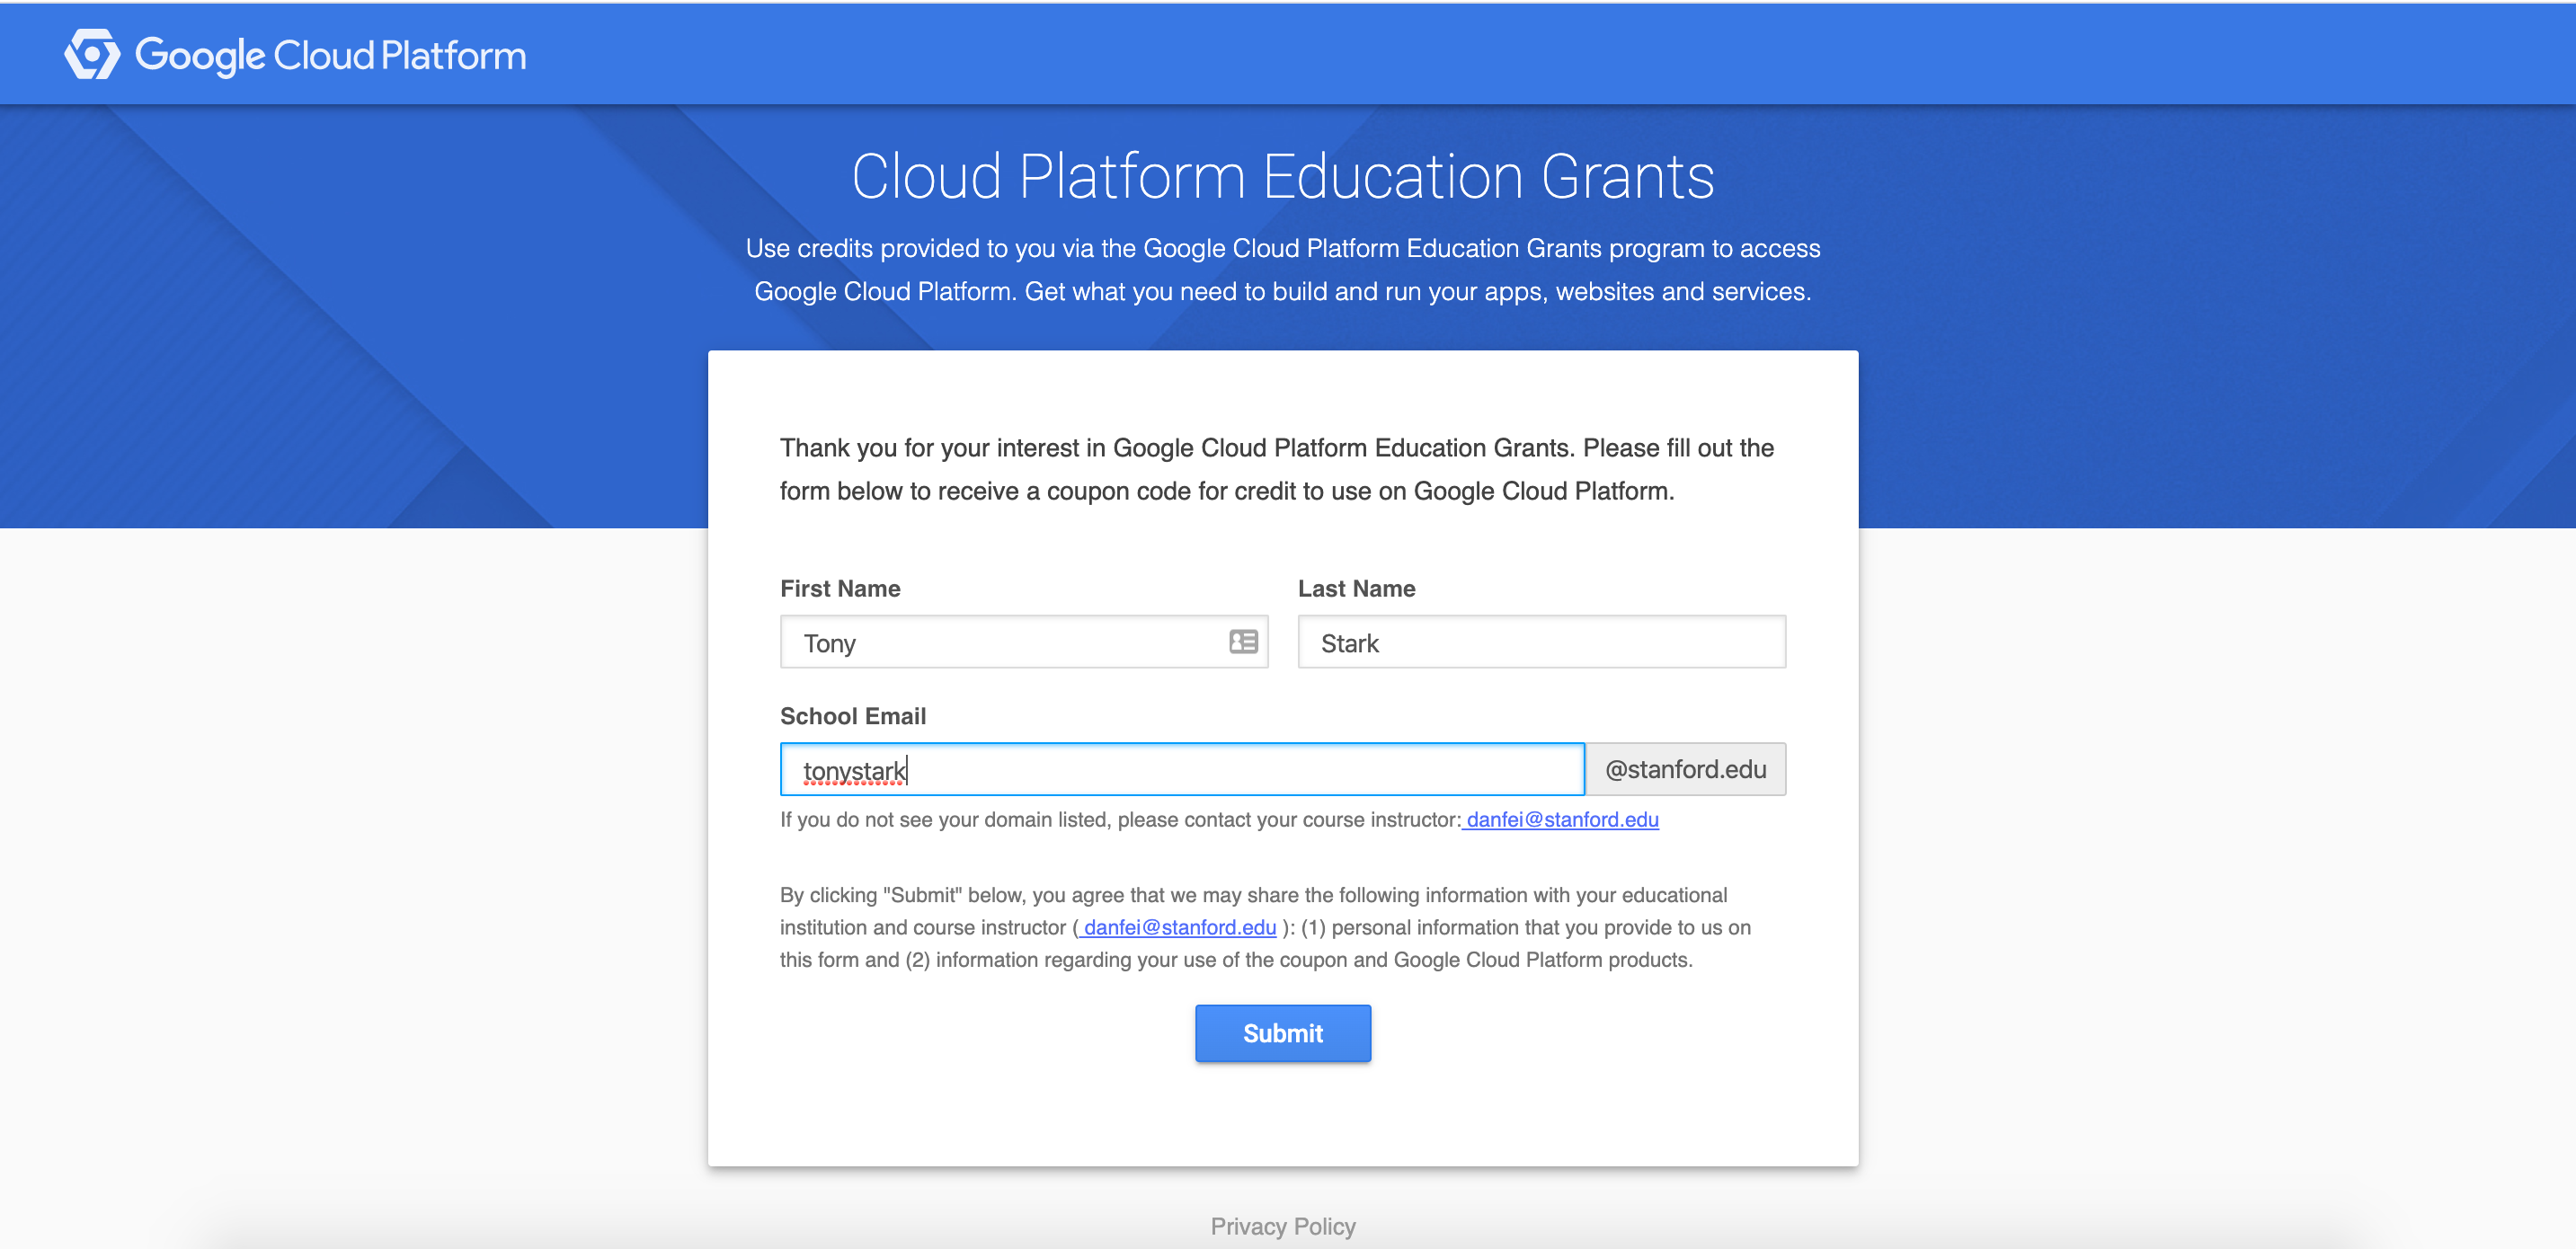 Google Cloud Platform
Cloud Platform Education Grants
Use credits provided to you via the Google Cloud Platform Education Grants program to access
Google Cloud Platform. Get what you need to build and run your apps, websites and services.
Thank you for your interest in Google Cloud Platform Education Grants. Please fill out the
form below to receive a coupon code for credit to use on Google Cloud Platform.
First Name Last Name
Tony Stark
School Email
tonystark @stanford.edu
If you do not see your domain listed, please contact your course instructor: danfei@stanford.edu
By clicking "Submit" below, you agree that we may share the following information with your educational
institution and course instructor ( danfei@stanford.edu ): (1) personal information that you provide to us on
this form and (2) information regarding your use of the coupon and Google Cloud Platform products.
Submit
Privacy Policy